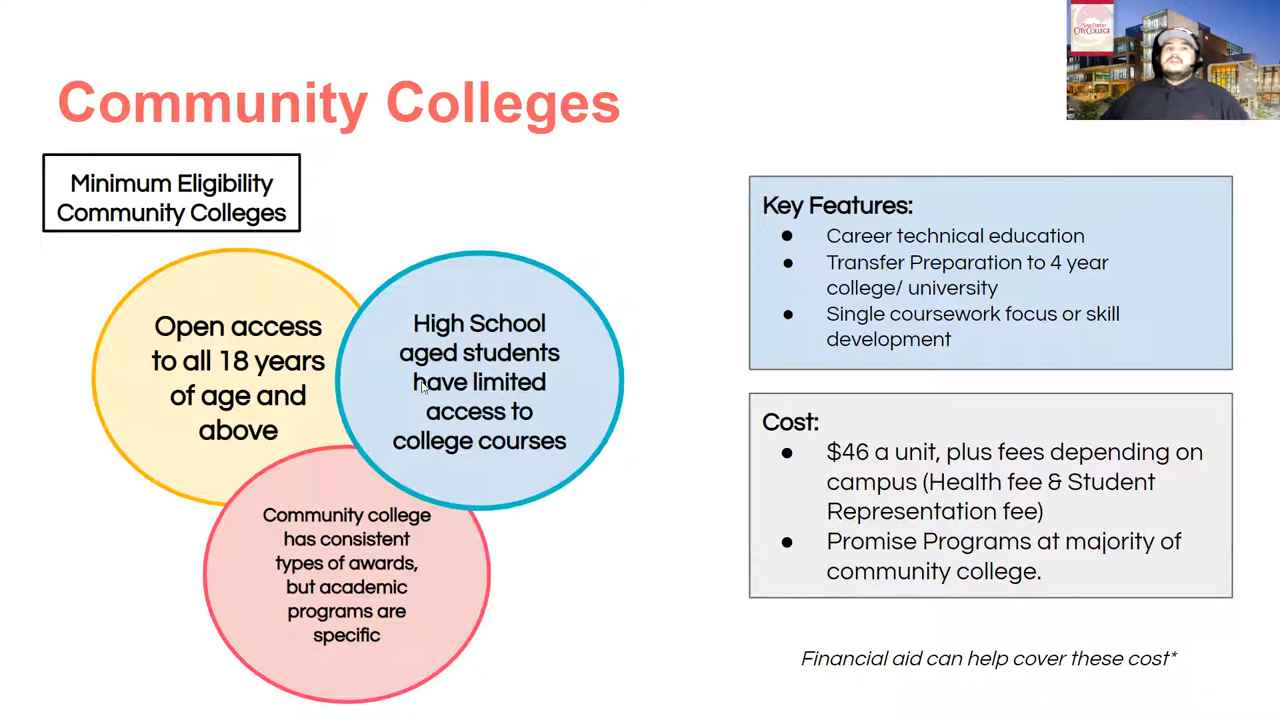 Community Colleges
SAN DIEGO
CITY COLLEGE
Minimum Eligibility
Community Colleges
Open access
to all 18 years
of age and
above
High School
aged students
have limited
access to
college courses
Community college
has consistent
types of awards,
but academic
programs are
specific
Key Features:
● Career technical education
● Transfer Preparation to 4 year
college/ university
● Single coursework focus or skill
development
Cost:
● $46 a unit, plus fees depending on
campus (Health fee & Student
Representation fee)
● Promise Programs at majority of
community college.
Financial aid can help cover these cost*